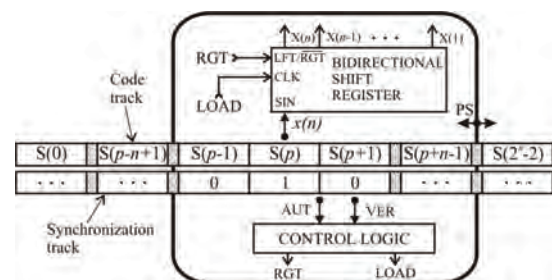 X(n) X(n-1) · · · X(1)
RGT LFT/RGT BIDIRECTIONAL
CLK SHIFT
LOAD SIN REGISTER
Code
track
x(n)
PS
S(0) S(p-n+1) S(p-1) S(p) S(p+1) S(p+n-1) S(2ⁿ-2)
· · · · · · 0 1 0 · · · · · ·
Synchronization
track
AUT VER
CONTROL LOGIC
RGT LOAD